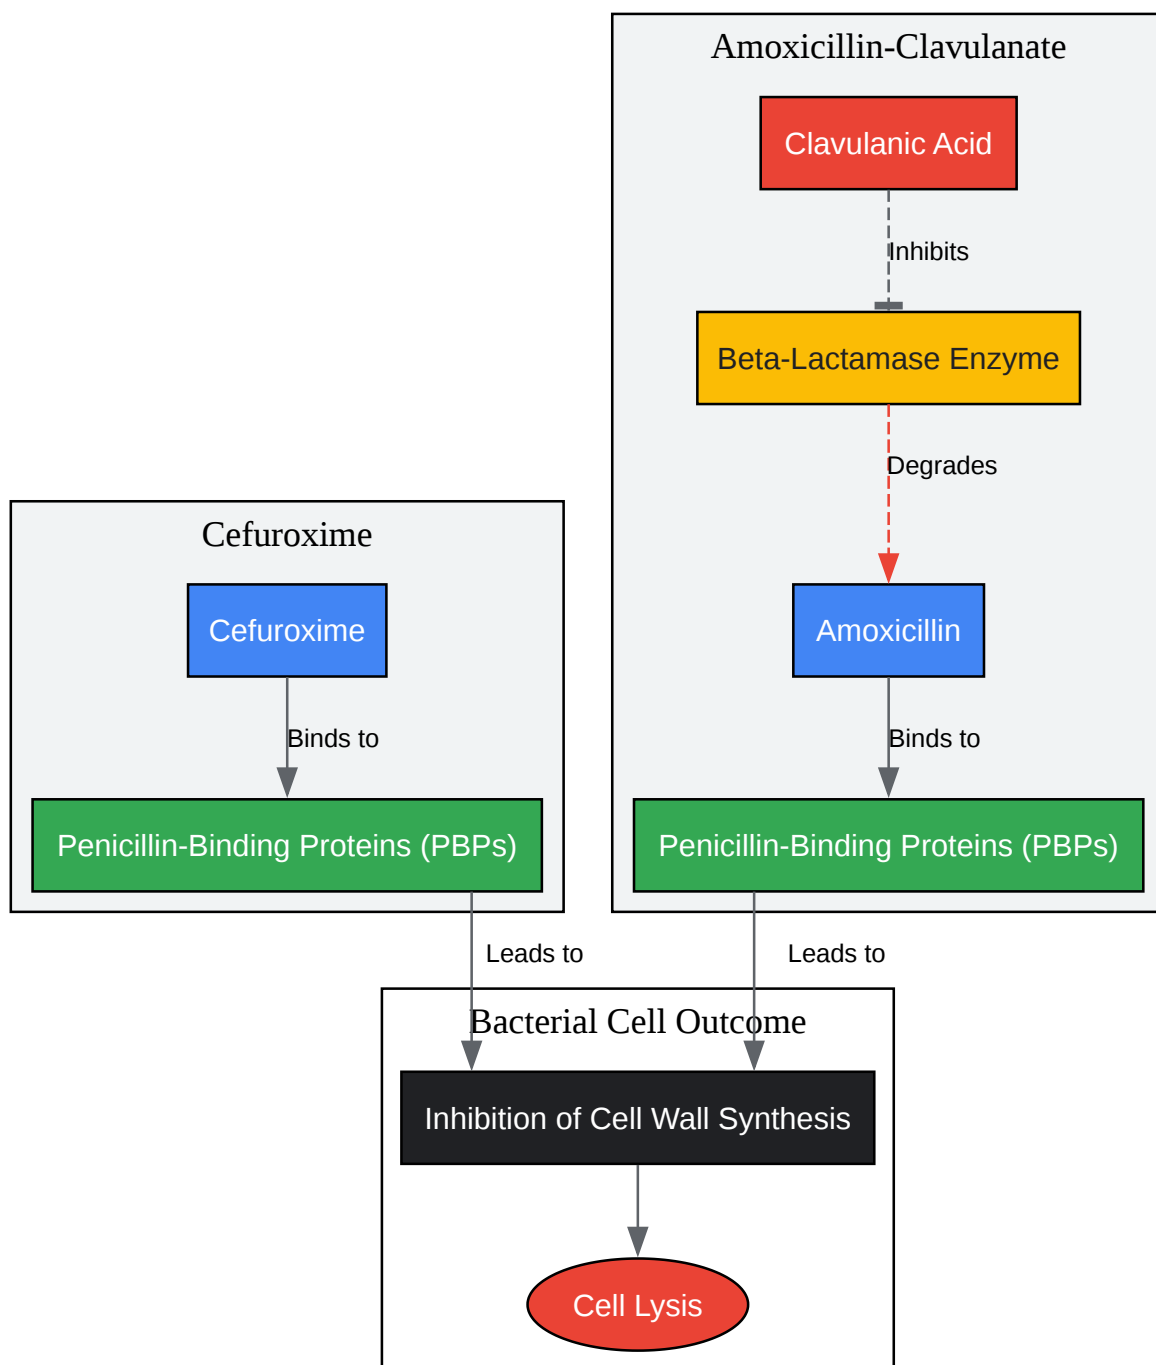 Amoxicillin-Clavulanate
Clavulanic Acid
Inhibits
Beta-Lactamase Enzyme
Degrades
Cefuroxime
Cefuroxime
Amoxicillin
Binds to
Binds to
Penicillin-Binding Proteins (PBPs)
Penicillin-Binding Proteins (PBPs)
Leads to
Leads to
Bacterial Cell Outcome
Inhibition of Cell Wall Synthesis
Cell Lysis